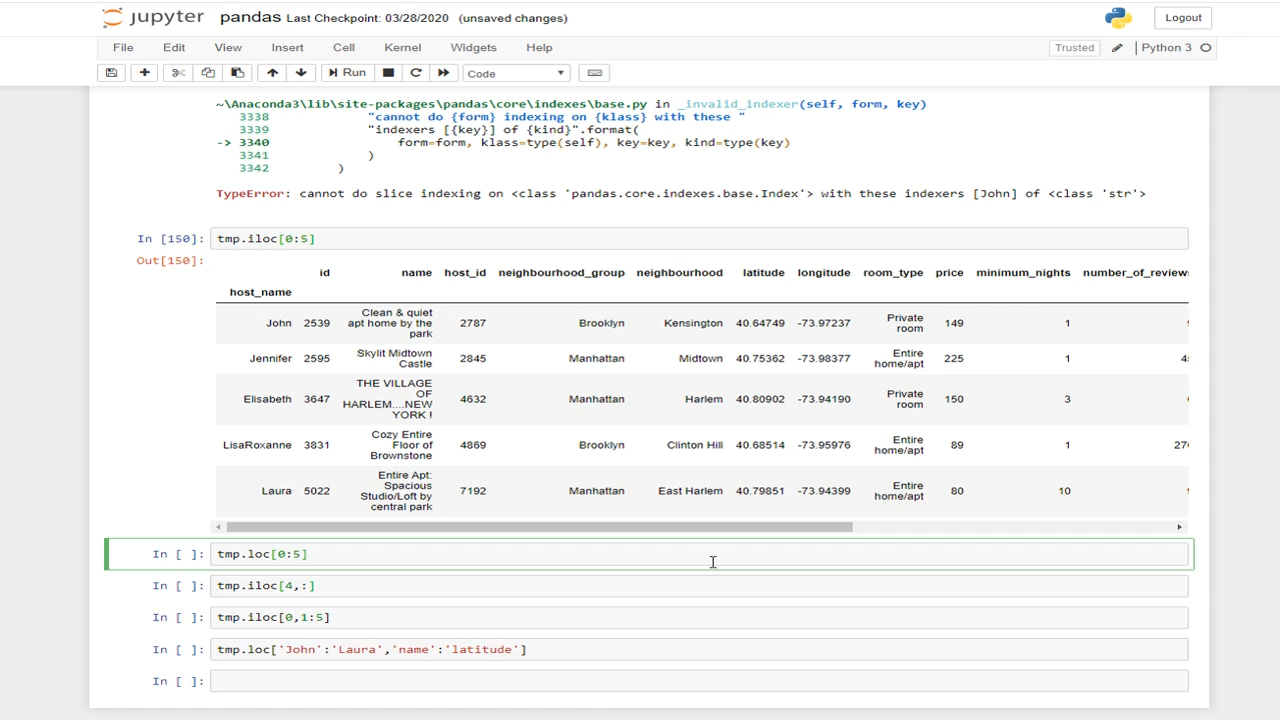 jupyter pandas Last Checkpoint: 03/28/2020 (unsaved changes) Logout
File Edit View Insert Cell Kernel Widgets Help Trusted Python 3
Run Code
~\Anaconda3\lib\site-packages\pandas\core\indexes\base.py in _invalid_indexer(self, form, key)
3338 "cannot do {form} indexing on {klass} with these "
3339 "indexers [{key}] of {kind}".format(
-> 3340 form=form, klass=type(self), key=key, kind=type(key)
3341 )
3342 )
TypeError: cannot do slice indexing on <class 'pandas.core.indexes.base.Index'> with these indexers [John] of <class 'str'>
In [150]: tmp.iloc[0:5]
Out[150]:
id name host_id neighbourhood_group neighbourhood latitude longitude room_type price minimum_nights number_of_reviews
host_name
John 2539 Clean & quiet apt home by the park 2787 Brooklyn Kensington 40.64749 -73.97237 Private room 149 1
Jennifer 2595 Skylit Midtown Castle 2845 Manhattan Midtown 40.75362 -73.98377 Entire home/apt 225 1
Elisabeth 3647 THE VILLAGE OF HARLEM....NEW YORK ! 4632 Manhattan Harlem 40.80902 -73.94190 Private room 150 3
LisaRoxanne 3831 Cozy Entire Floor of Brownstone 4869 Brooklyn Clinton Hill 40.68514 -73.95976 Entire home/apt 89 1
Laura 5022 Entire Apt: Spacious Studio/Loft by central park 7192 Manhattan East Harlem 40.79851 -73.94399 Entire home/apt 80 10
In [ ]: tmp.loc[0:5]
In [ ]: tmp.iloc[4,:]
In [ ]: tmp.iloc[0,1:5]
In [ ]: tmp.loc['John':'Laura','name':'latitude']
In [ ]: